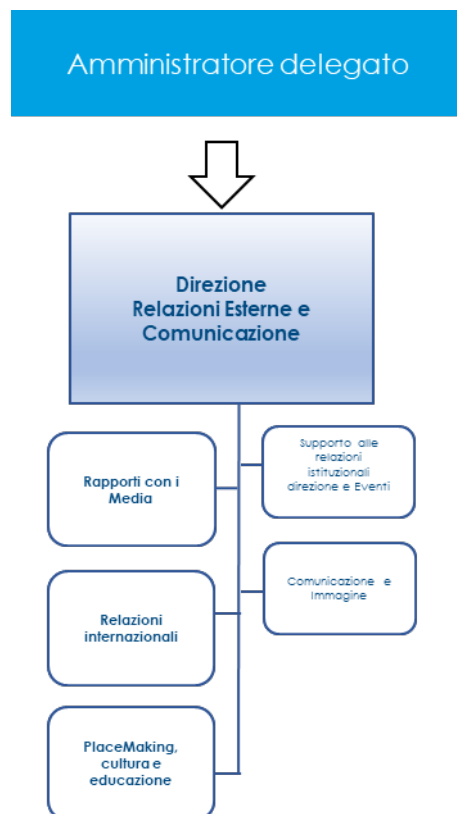 Amministratore delegato
Direzione
Relazioni Esterne e
Comunicazione
Rapporti con i
Media
Supporto alle
relazioni
istituzionali
direzione e Eventi
Relazioni
internazionali
Comunicazione e
Immagine
PlaceMaking,
cultura e
educazione